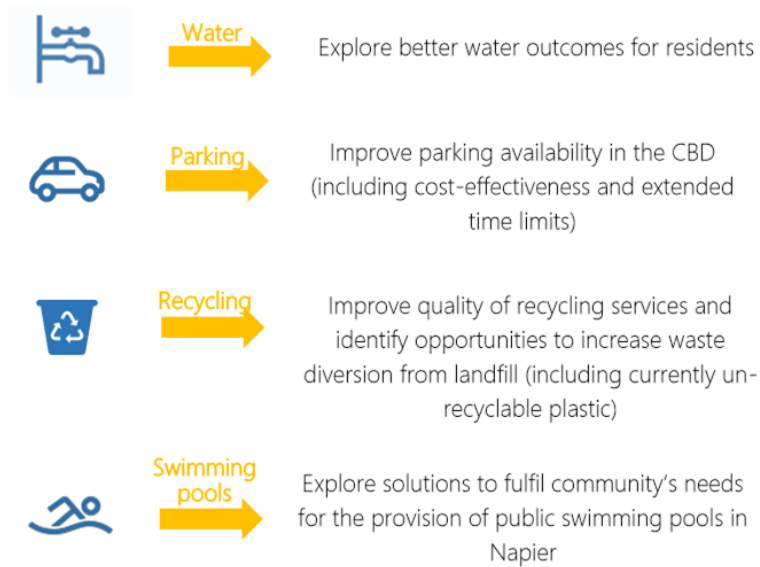 Water
Explore better water outcomes for residents
Parking
Improve parking availability in the CBD
(including cost-effectiveness and extended
time limits)
Recycling
Improve quality of recycling services and
identify opportunities to increase waste
diversion from landfill (including currently un-
recyclable plastic)
Swimming
pools
Explore solutions to fulfil community's needs
for the provision of public swimming pools in
Napier